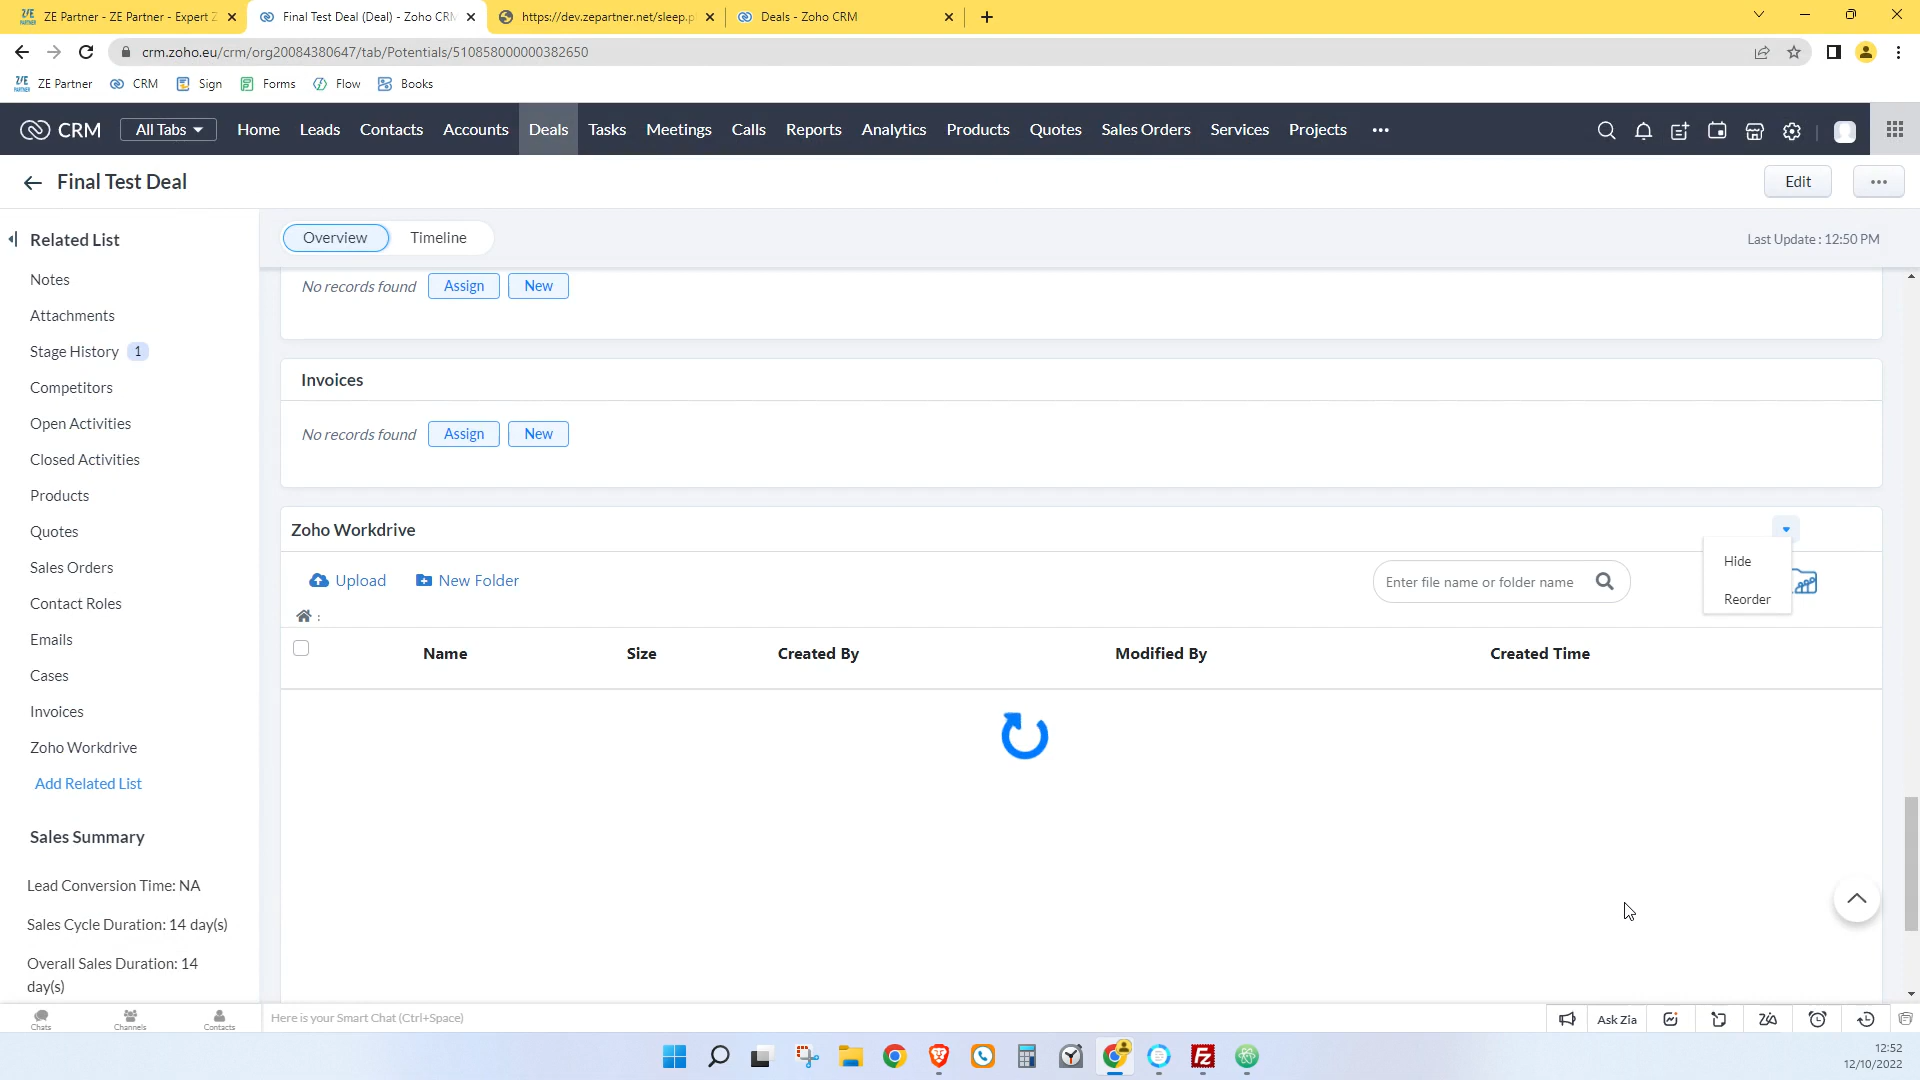 ZE Partner - ZE Partner - Expert Z
Final Test Deal (Deal) - Zoho CRM
https://dev.zepartner.net/sleep.p
Deals - Zoho CRM
crm.zoho.eu/crm/org20084380647/tab/Potentials/510858000000382650
ZE Partner CRM Sign Forms Flow Books
CRM All Tabs Home Leads Contacts Accounts Deals Tasks Meetings Calls Reports Analytics Products Quotes Sales Orders Services Projects
Final Test Deal
Edit
Related List
Overview Timeline
Last Update : 12:50 PM
Notes
Attachments
Stage History 1
Competitors
Open Activities
Closed Activities
Products
Quotes
Sales Orders
Contact Roles
Emails
Cases
Invoices
Zoho Workdrive
Add Related List
Sales Summary
Lead Conversion Time: NA
Sales Cycle Duration: 14 day(s)
Overall Sales Duration: 14
day(s)
No records found Assign New
Invoices
No records found Assign New
Zoho Workdrive
Hide
Reorder
Upload New Folder
Enter file name or folder name
:
Name Size Created By Modified By Created Time
Chats Channels Contacts
Here is your Smart Chat (Ctrl+Space)
Ask Zia
12:52
12/10/2022